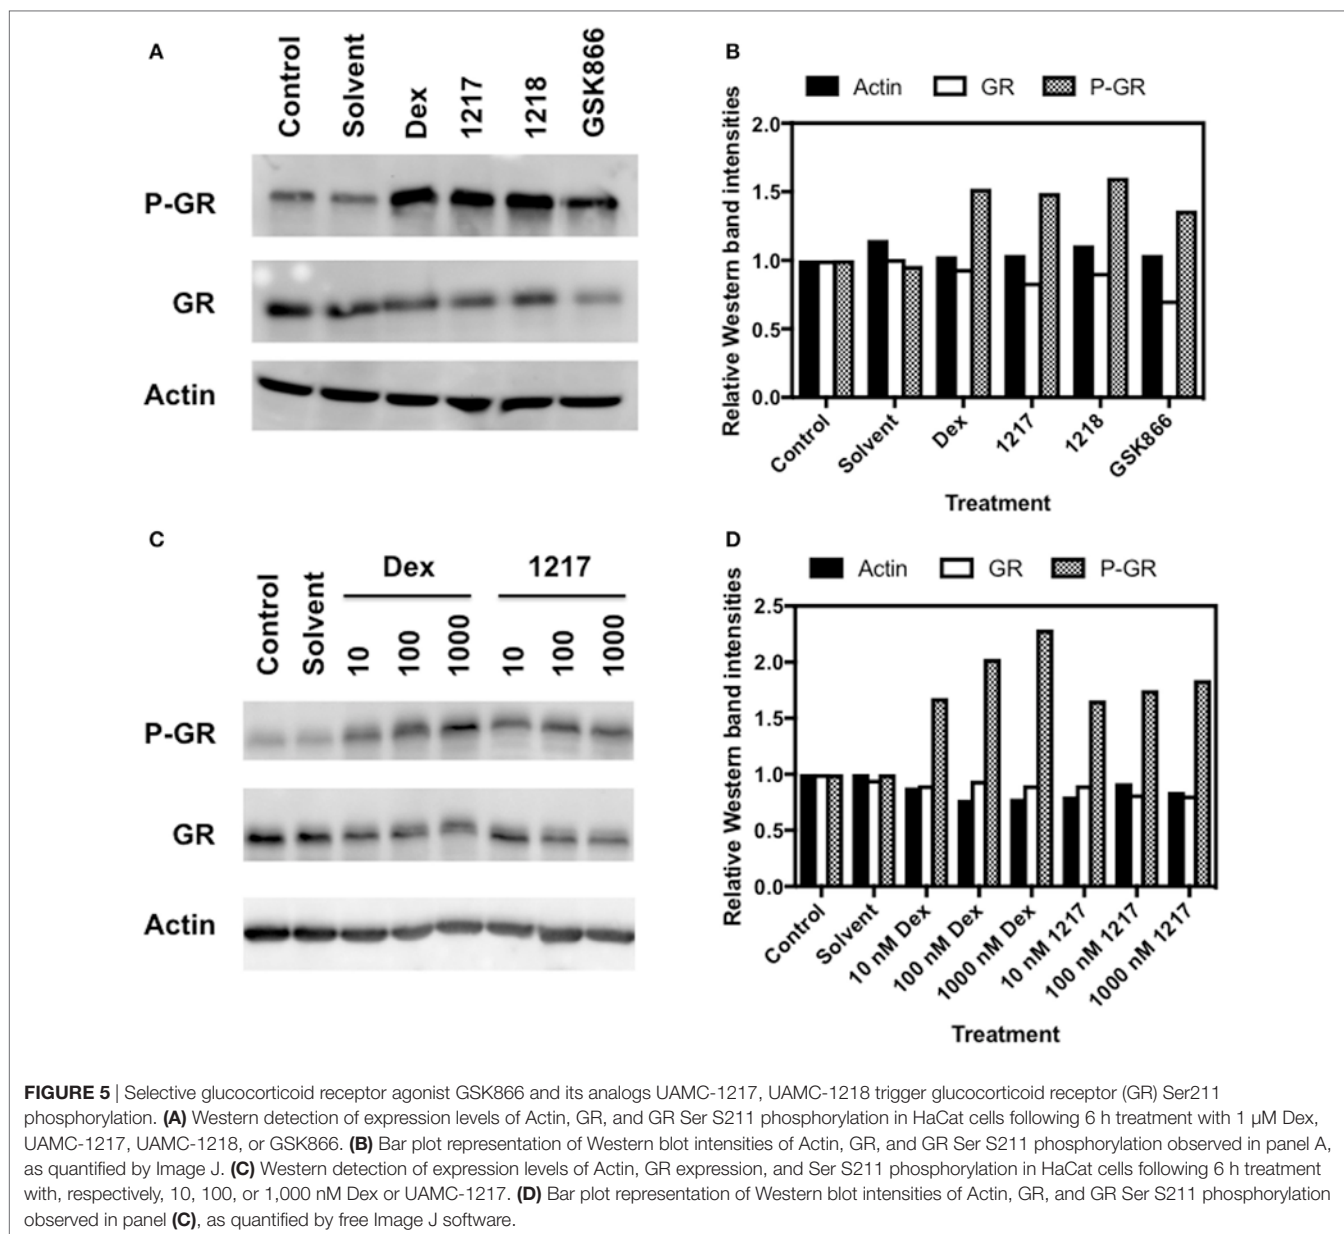 A
Control
Solvent
Dex
1217
1218
GSK866
P-GR
GR
Actin
B
Actin GR P-GR
Relative Western band intensities
2.0
1.5
1.0
0.5
0.0
Control
Solvent
Dex
1217
1218
GSK866
Treatment
C
Dex 1217
Control
Solvent
10
100
1000
10
100
1000
P-GR
GR
Actin
D
Actin GR P-GR
Relative Western band intensities
2.5
2.0
1.5
1.0
0.5
0.0
Control
Solvent
10 nM Dex
100 nM Dex
1000 nM Dex
10 nM 1217
100 nM 1217
1000 nM 1217
Treatment
FIGURE 5 | Selective glucocorticoid receptor agonist GSK866 and its analogs UAMC-1217, UAMC-1218 trigger glucocorticoid receptor (GR) Ser211
phosphorylation. (A) Western detection of expression levels of Actin, GR, and GR Ser S211 phosphorylation in HaCat cells following 6 h treatment with 1 µM Dex,
UAMC-1217, UAMC-1218, or GSK866. (B) Bar plot representation of Western blot intensities of Actin, GR, and GR Ser S211 phosphorylation observed in panel A,
as quantified by Image J. (C) Western detection of expression levels of Actin, GR expression, and Ser S211 phosphorylation in HaCat cells following 6 h treatment
with, respectively, 10, 100, or 1,000 nM Dex or UAMC-1217. (D) Bar plot representation of Western blot intensities of Actin, GR, and GR Ser S211 phosphorylation
observed in panel (C), as quantified by free Image J software.